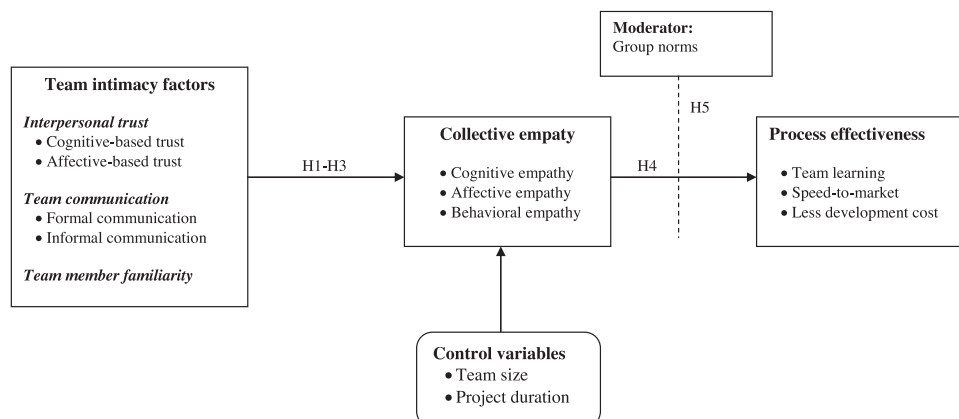 Moderator:
Group norms
Team intimacy factors
Interpersonal trust
• Cognitive-based trust
• Affective-based trust
Team communication
• Formal communication
• Informal communication
Team member familiarity
H1-H3
Collective empaty
• Cognitive empathy
• Affective empathy
• Behavioral empathy
H4
H5
Process effectiveness
• Team learning
• Speed-to-market
• Less development cost
Control variables
• Team size
• Project duration